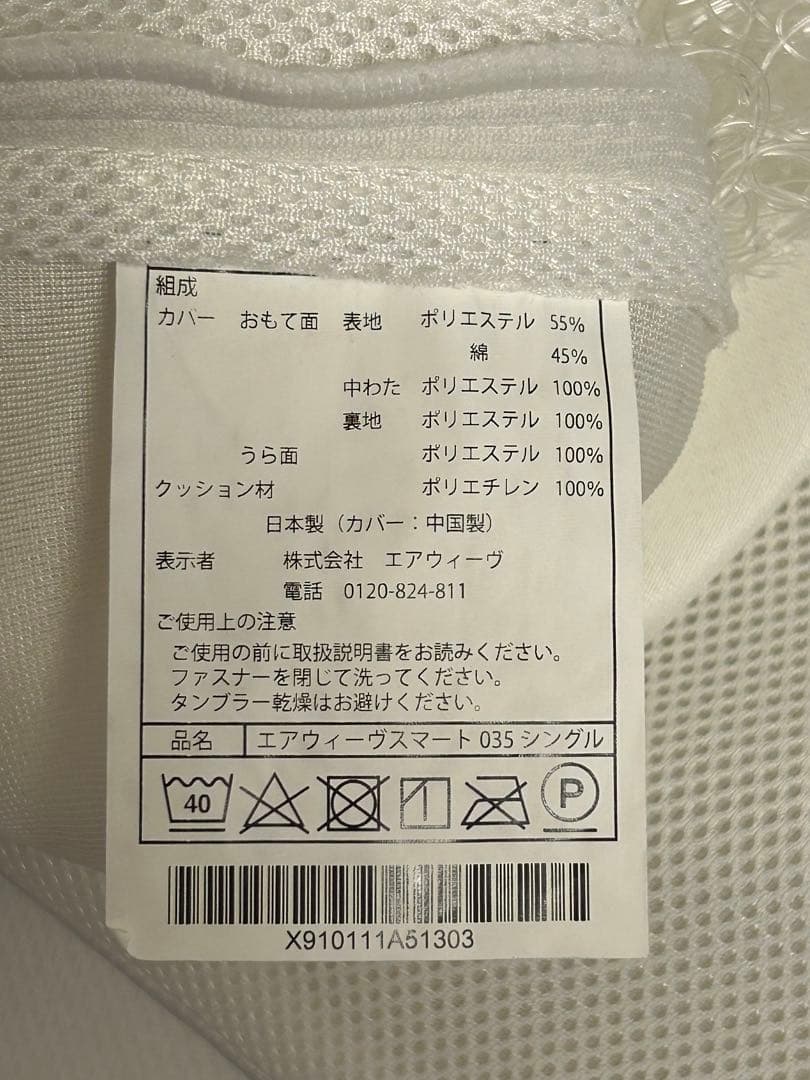 組成
カバー おもて面 表地 ポリエステル 55%
綿 45%
中わた ポリエステル 100%
裏地 ポリエステル 100%
うら面 ポリエステル 100%
クッション材 ポリエチレン 100%
日本製（カバー：中国製）
表示者 株式会社 エアウィーヴ
電話 0120-824-811
ご使用上の注意
ご使用の前に取扱説明書をお読みください。
ファスナーを閉じて洗ってください。
タンブラー乾燥はお避けください。
品名 エアウィーヴスマート 035 シングル
40 P
X910111A51303